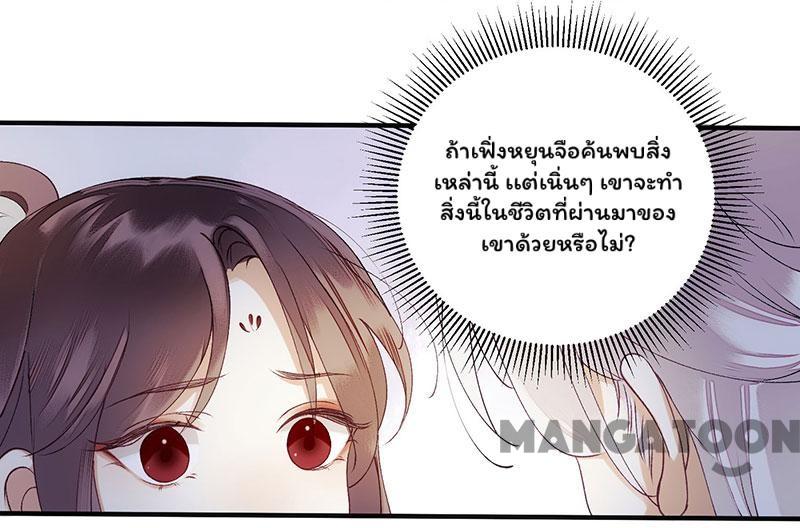 ถ้าเฟิ่งหยุนจือค้นพบสิ่ง
เหล่านี้ แต่เนิ่นๆ เขาจะทำ
สิ่งนี้ในชีวิตที่ผ่านมาของ
เขาด้วยหรือไม่?
MANGATOON